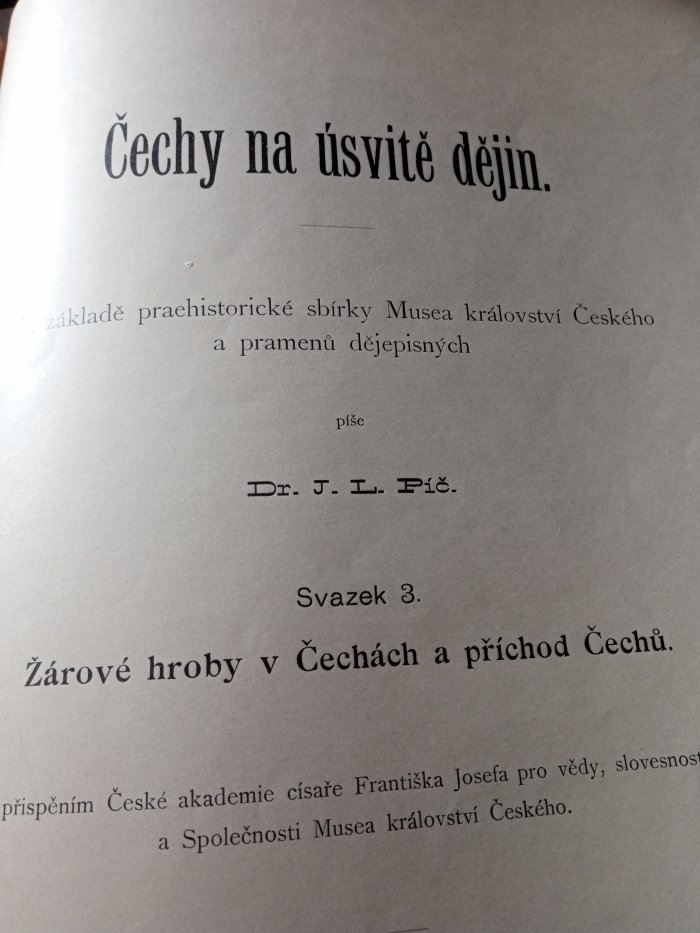 Čechy na úsvitě dějin.
základě praehistorické sbírky Musea království Českého
a pramenů dějepisných
píše
Dr. J. L. Píč.
Svazek 3.
Žárové hroby v Čechách a příchod Čechů.
přispěním České akademie císaře Františka Josefa pro vědy, slovesnost
a Společnosti Musea království Českého.